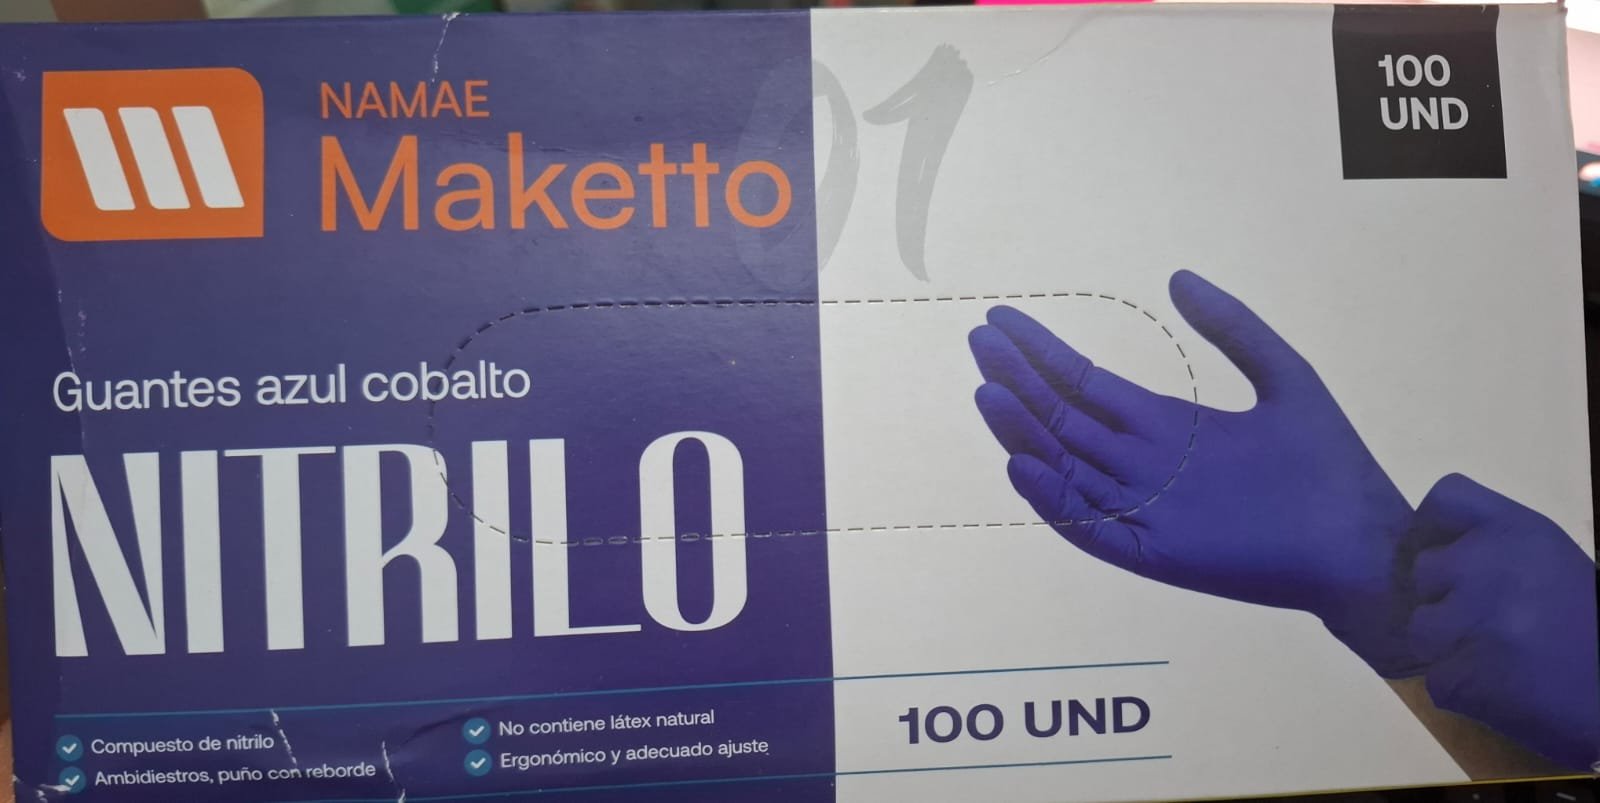 NAMAE
Maketto
01
100
UND
Guantes azul cobalto
NITRILO
Compuesto de nitrilo
Ambidiestros, puño con reborde
No contiene látex natural
Ergonómico y adecuado ajuste
100 UND